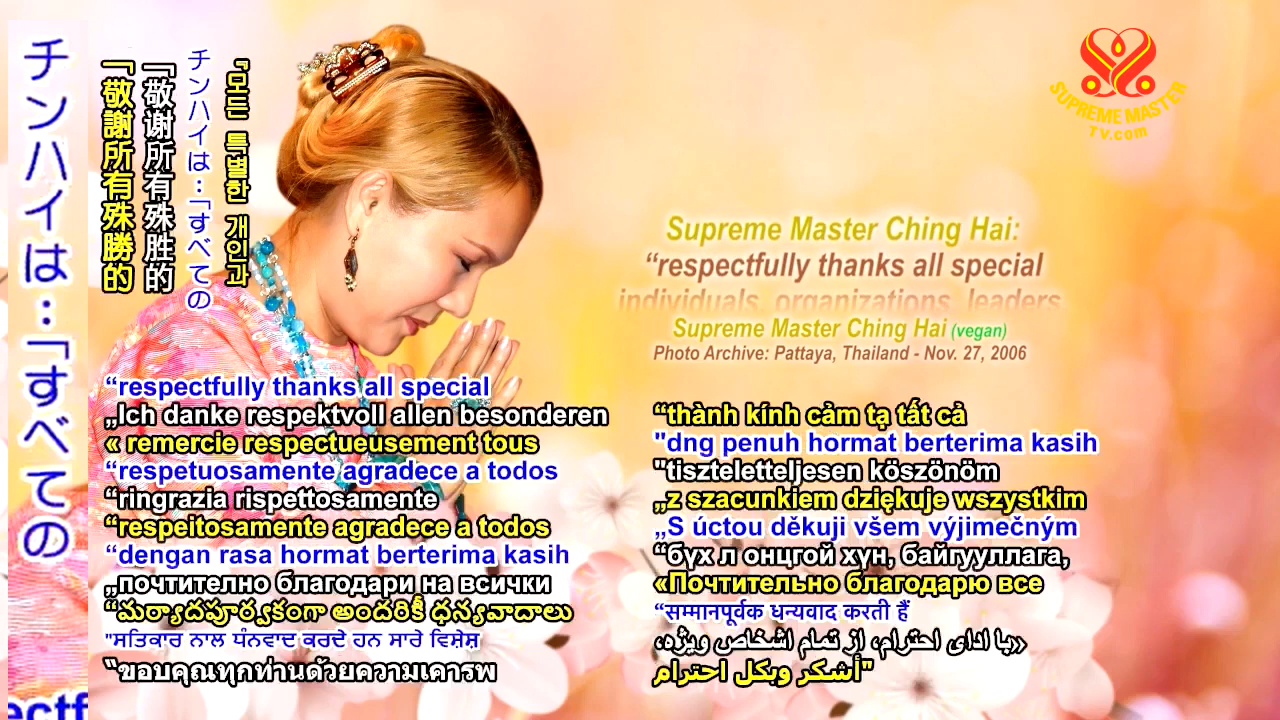 チンハイは‥「すべての
「敬謝所有殊勝的
「敬谢所有殊胜的
チンハイは‥「すべての
『모든 특별한 개인과
SUPREME MASTER
TV.com
Supreme Master Ching Hai:
“respectfully thanks all special
individuals, organizations, leaders
Supreme Master Ching Hai (vegan)
Photo Archive: Pattaya, Thailand - Nov. 27, 2006
“respectfully thanks all special
„Ich danke respektvoll allen besonderen
« remercie respectueusement tous
“respetuosamente agradece a todos
“ringrazia rispettosamente
“respeitosamente agradece a todos
“dengan rasa hormat berterima kasih
„почтително благодари на всички
“మర్యాదపూర్వకంగా అందరికీ ధన్యవాదాలు
"ਸਤਿਕਾਰ ਨਾਲ ਧੰਨਵਾਦ ਕਰਦੇ ਹਨ ਸਾਰੇ ਵਿਸ਼ੇਸ਼
“ขอบคุณทุกท่านด้วยความเคารพ
“thành kính cảm tạ tất cả
"dng penuh hormat berterima kasih
"tiszteletteljesen köszönöm
„z szacunkiem dziękuje wszystkim
„S úctou děkuji všem výjimečným
“бүх л онцгой хүн, байгууллага,
«Почтительно благодарю все
“सम्मानपूर्वक धन्यवाद करती हैं
«با ادای احترام، از تمام اشخاص ویژه،
"أشكر وبكل احترام
ectf